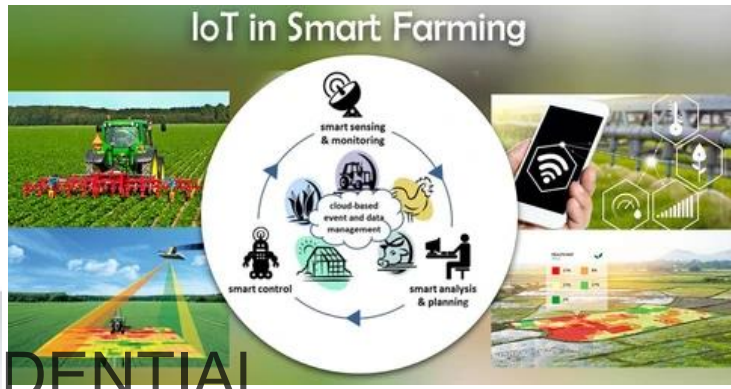 IoT in Smart Farming
smart sensing
& monitoring
cloud-based
event and data
management
smart control
smart analysis
& planning
DENTIAL